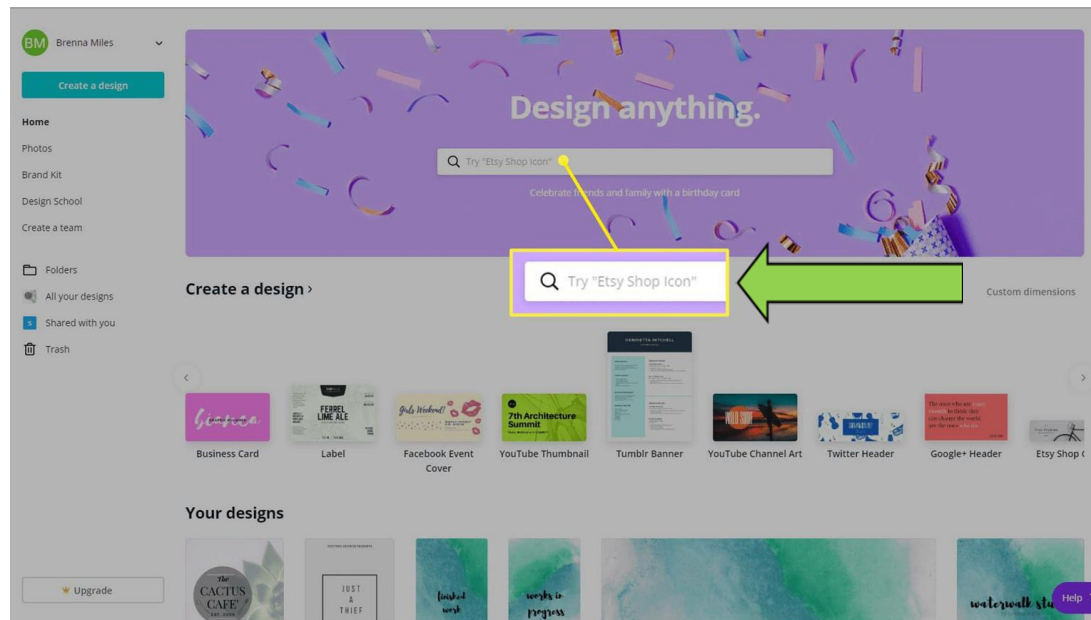 BM Brenna Miles
Create a design
Home
Photos
Brand Kit
Design School
Create a team
Folders
All your designs
S Shared with you
Trash
Upgrade
Design anything.
Try "Etsy Shop Icon"
Celebrate friends and family with a birthday card
Try "Etsy Shop Icon"
Create a design ›
Custom dimensions
bianca
FERREL
LIME ALE
Girls Weekend!
7th Architecture
Summit
Business Card
Label
Facebook Event
Cover
YouTube Thumbnail
Tumblr Banner
YouTube Channel Art
Twitter Header
Google+ Header
Etsy Shop
Your designs
The
CACTUS
CAFE'
JUST
A
THIEF
finished
work
works in
progress
waterwalk
Help